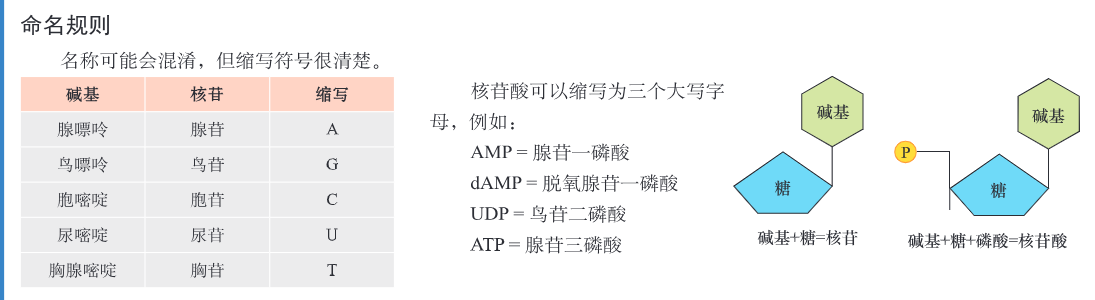 命名规则
名称可能会混淆，但缩写符号很清楚。
碱基 核苷 缩写
腺嘌呤 腺苷 A
鸟嘌呤 鸟苷 G
胞嘧啶 胞苷 C
尿嘧啶 尿苷 U
胸腺嘧啶 胸苷 T
核苷酸可以缩写为三个大写字
母，例如：
AMP = 腺苷一磷酸
dAMP = 脱氧腺苷一磷酸
UDP = 鸟苷二磷酸
ATP = 腺苷三磷酸
碱基
糖
碱基+糖=核苷
碱基
P
糖
碱基+糖+磷酸=核苷酸